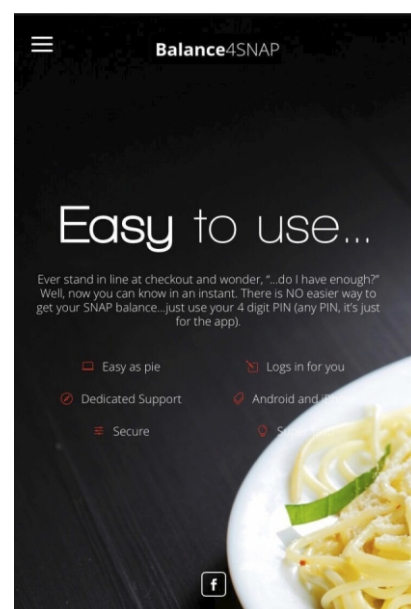 Balance4SNAP
Easy to use...
Ever stand in line at checkout and wonder, “...do I have enough?”
Well, now you can know in an instant. There is NO easier way to
get your SNAP balance...just use your 4 digit PIN (any PIN, it's just
for the app).
Easy as pie
Logs in for you
Dedicated Support
Android and iPhone
Secure
f